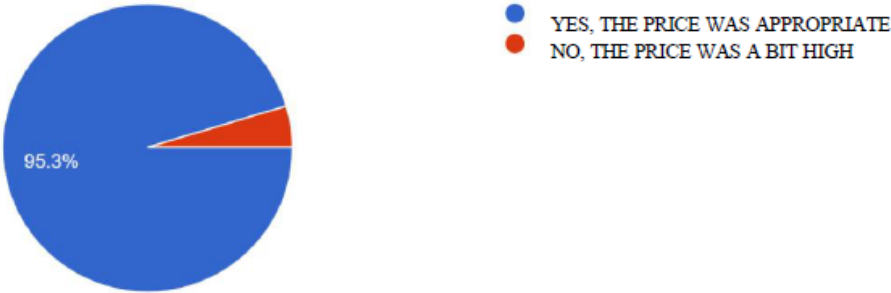 YES, THE PRICE WAS APPROPRIATE
NO, THE PRICE WAS A BIT HIGH
95.3%